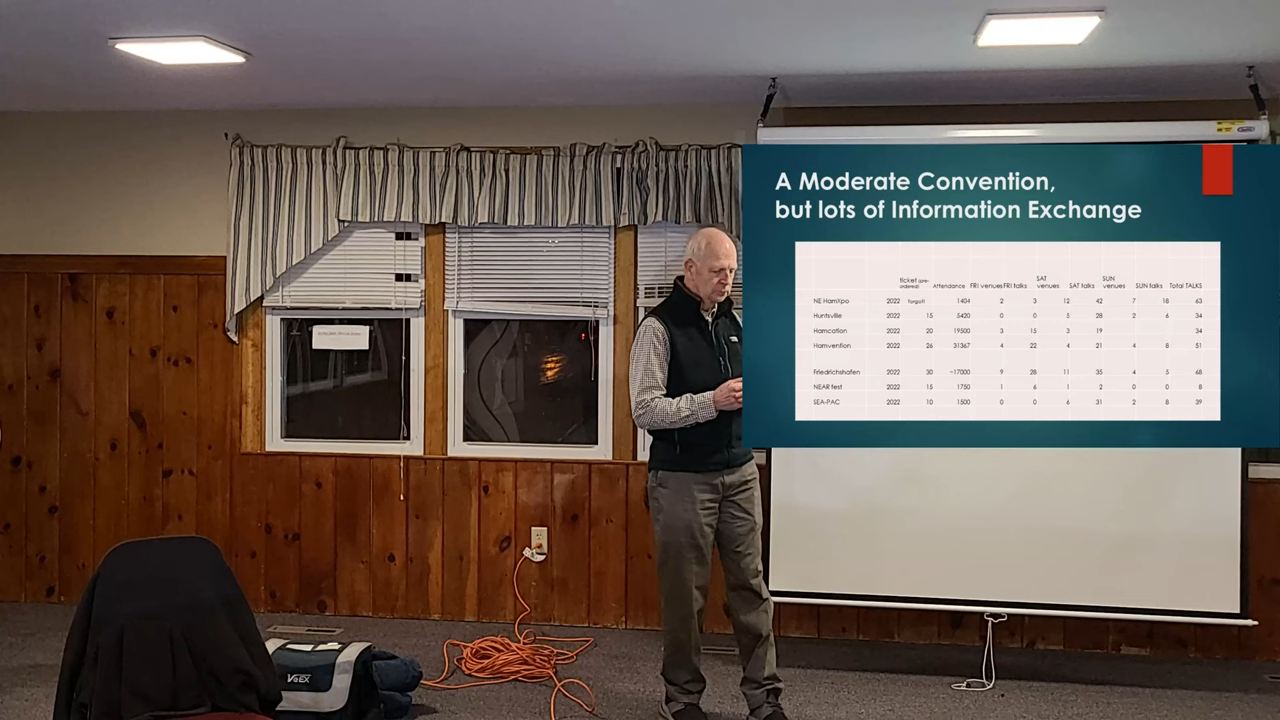 A Moderate Convention,
but lots of Information Exchange
ticket (pre-ordered) Attendance FRI venues FRI talks SAT venues SAT talks SUN venues SUN talks Total TALKS
NE HamXpo 2022 forgot! 1404 2 3 12 42 7 18 63
Huntsville 2022 15 5420 0 0 5 28 2 6 34
Hamcation 2022 20 19500 3 15 3 19 34
Hamvention 2022 26 31367 4 22 4 21 4 8 51
Friedrichshafen 2022 30 ~17000 9 28 11 35 4 5 68
NEAR fest 2022 15 1750 1 6 1 2 0 0 8
SEA-PAC 2022 10 1500 0 0 6 31 2 8 39
VeEX